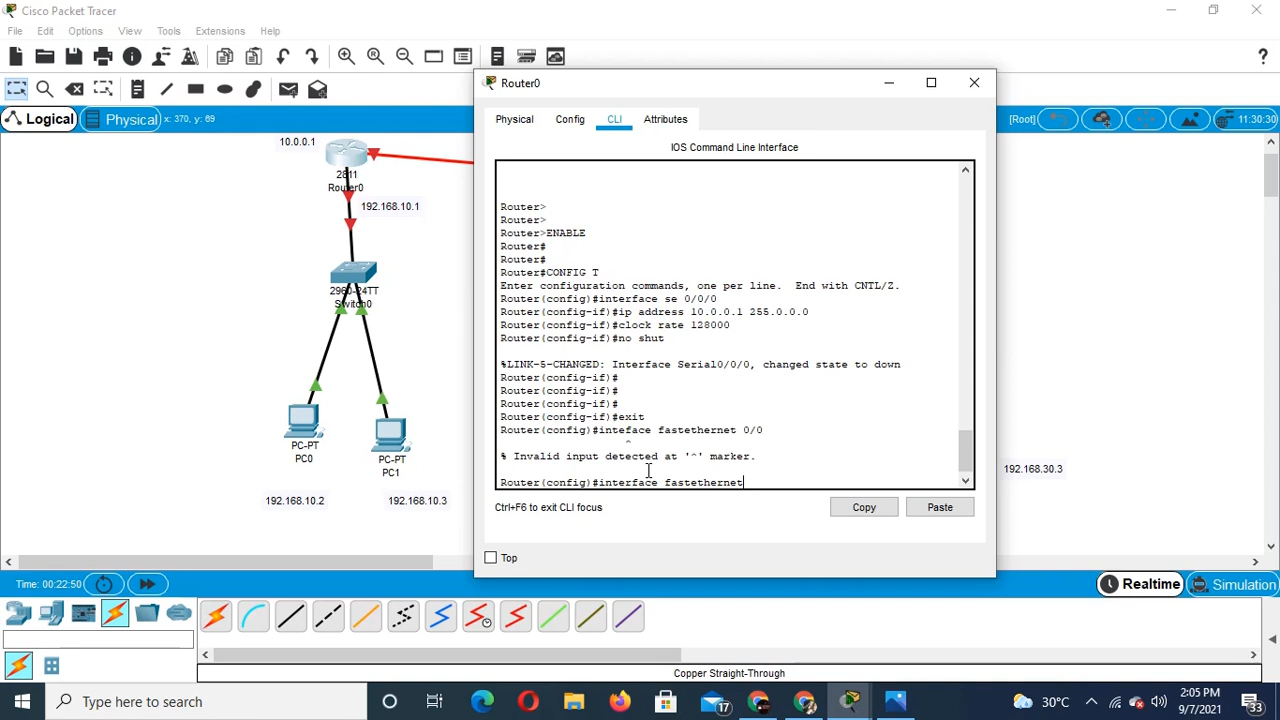 Cisco Packet Tracer
File Edit Options View Tools Extensions Help
Logical Physical x: 370, y: 69
[Root] 11:30:30
10.0.0.1
2811
Router0
192.168.10.1
2960-24TT
Switch0
PC-PT
PC0
PC-PT
PC1
192.168.10.2
192.168.10.3
192.168.30.3
Router0
Physical Config CLI Attributes
IOS Command Line Interface
Router>
Router>
Router>ENABLE
Router#
Router#
Router#CONFIG T
Enter configuration commands, one per line. End with CNTL/Z.
Router(config)#interface se 0/0/0
Router(config-if)#ip address 10.0.0.1 255.0.0.0
Router(config-if)#clock rate 128000
Router(config-if)#no shut
%LINK-5-CHANGED: Interface Serial0/0/0, changed state to down
Router(config-if)#
Router(config-if)#
Router(config-if)#
Router(config-if)#exit
Router(config)#inteface fastethernet 0/0
^
% Invalid input detected at '^' marker.
Router(config)#interface fastethernet
Ctrl+F6 to exit CLI focus
Copy Paste
Top
Time: 00:22:50
Realtime Simulation
Copper Straight-Through
Type here to search
17
30°C
2:05 PM
9/7/2021
33